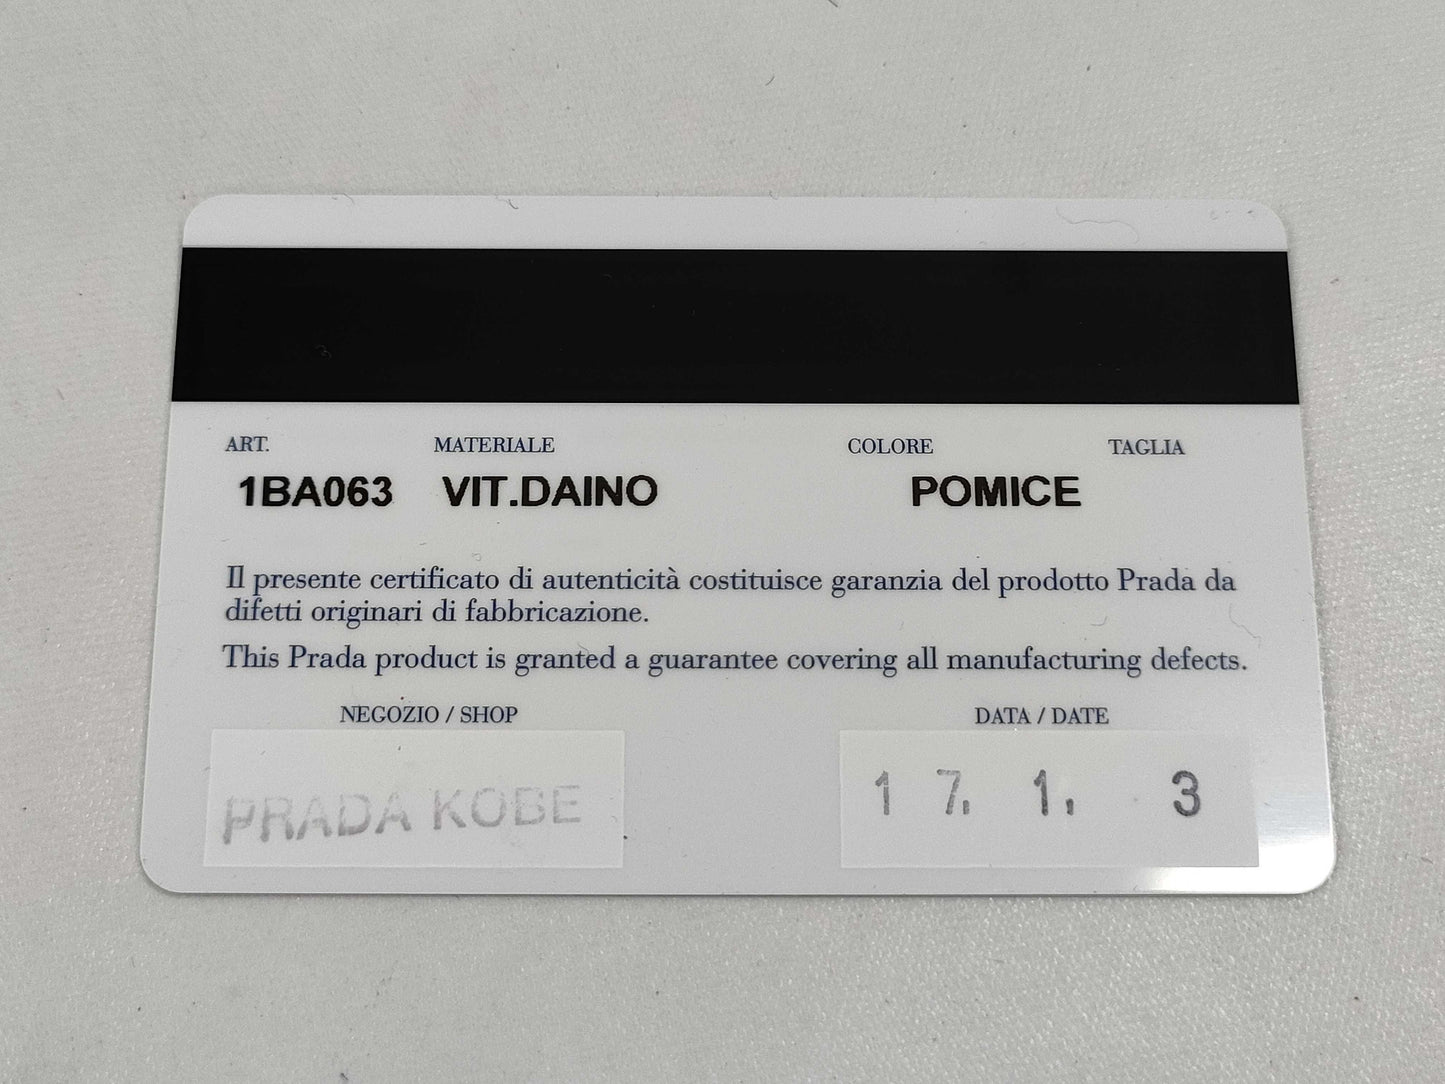 ART. MATERIALE COLORE TAGLIA
1BA063 VIT.DAINO POMICE
Il presente certificato di autenticità costituisce garanzia del prodotto Prada da
difetti originari di fabbricazione.
This Prada product is granted a guarantee covering all manufacturing defects.
NEGOZIO / SHOP DATA / DATE
PRADA KOBE 17. 1. 3